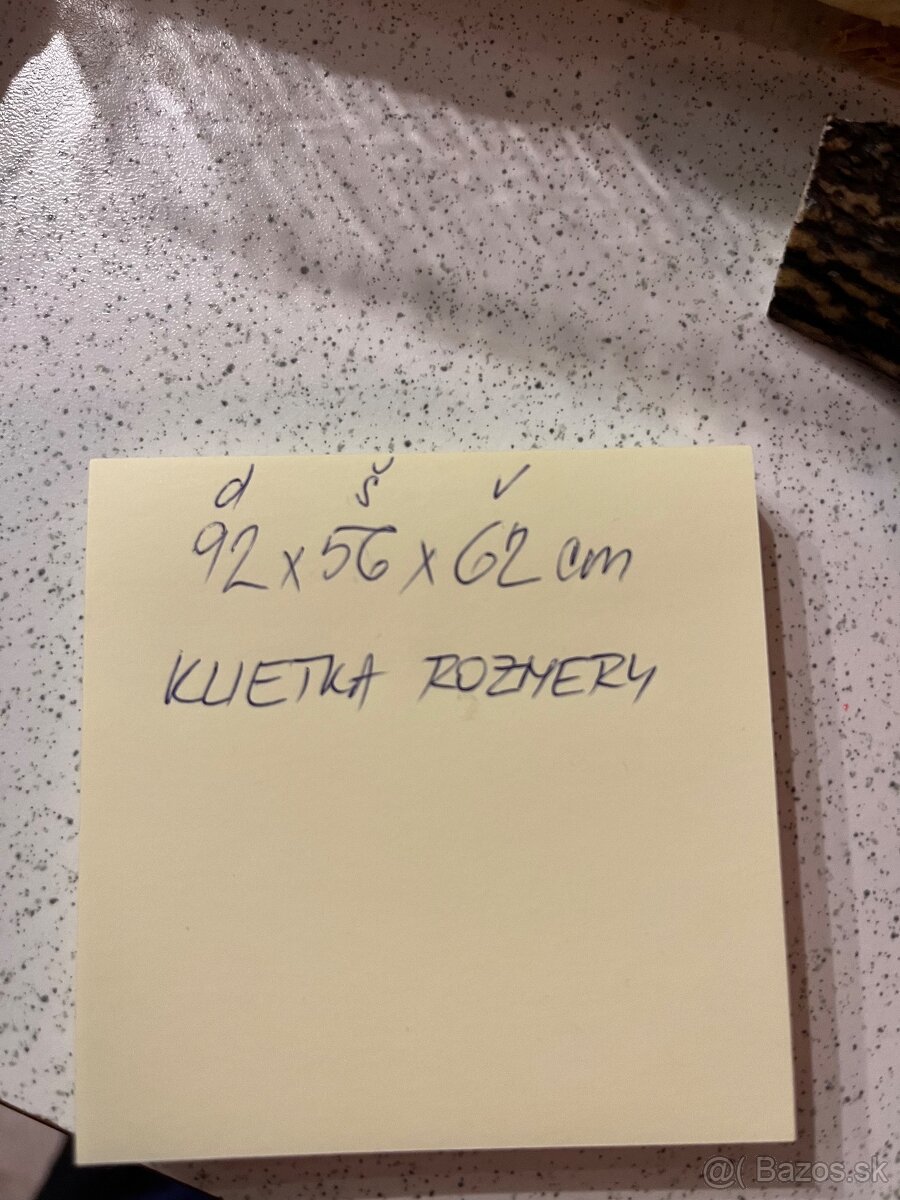 d š v
92 x 56 x 62 cm
KLIETKA ROZMERY
@( Bazos.sk